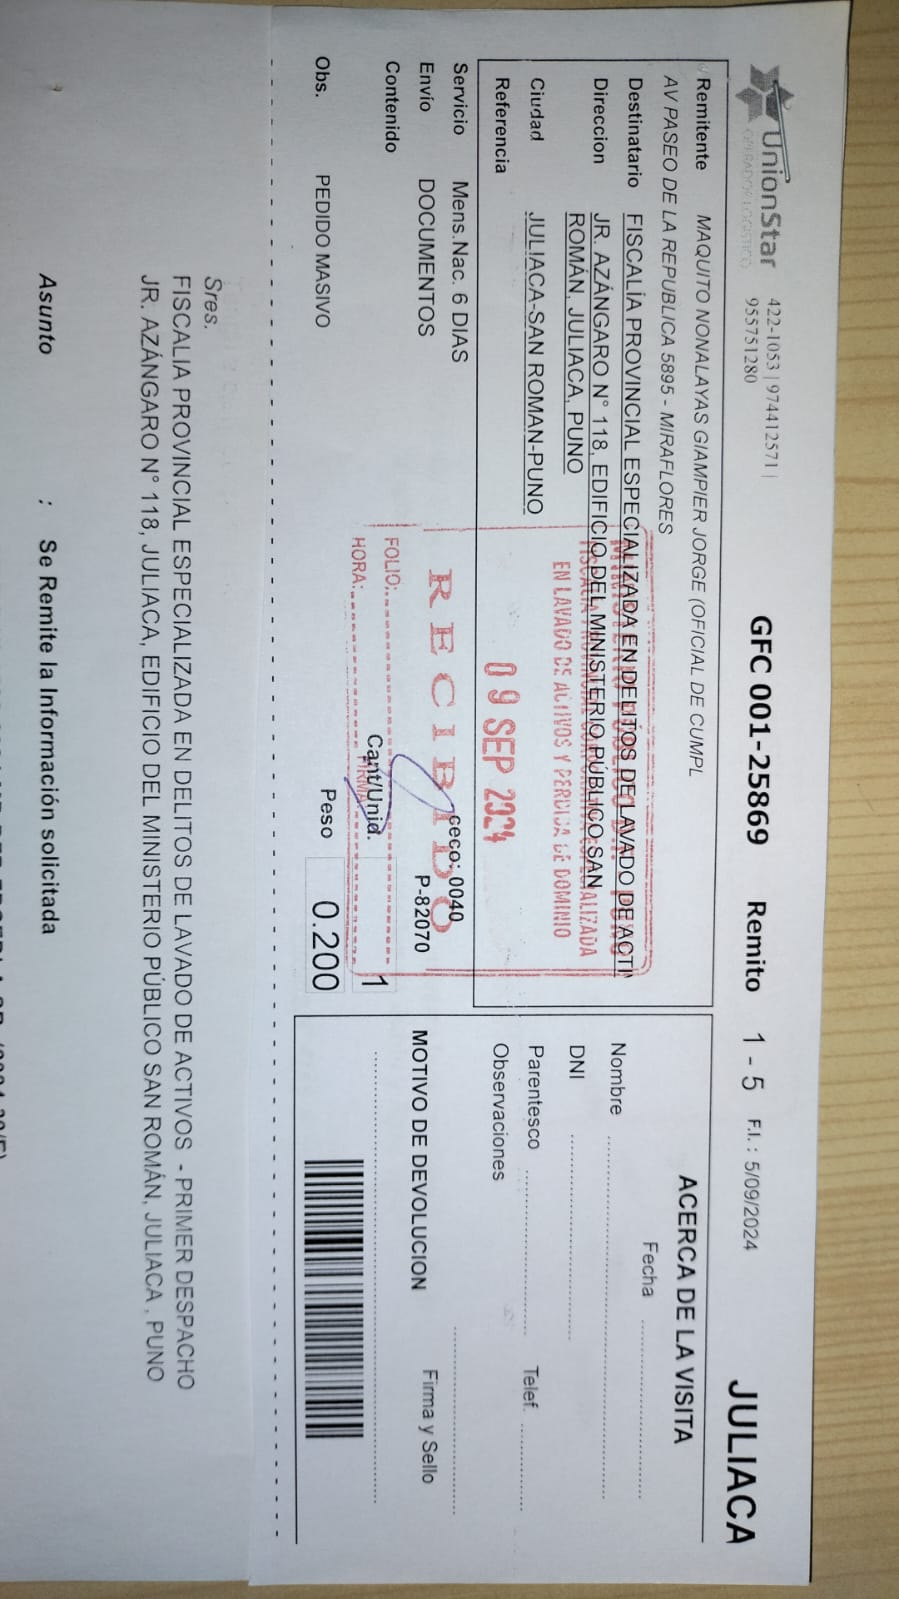 UnionStar
OPERADOR LOGISTICO
422-1053 | 974412571 |
955751280
GFC 001-25869 Remito 1 - 5 F.I. : 5/09/2024 JULIACA
Remitente MAQUITO NONALAYAS GIAMPIER JORGE (OFICIAL DE CUMPL
AV PASEO DE LA REPUBLICA 5895 - MIRAFLORES
Destinatario FISCALÍA PROVINCIAL ESPECIALIZADA EN DELITOS DE LAVADO DE ACTI
Direccion JR. AZÁNGARO N° 118, EDIFICIO DEL MINISTERIO PÚBLICO SAN
ROMÁN, JULIACA, PUNO
Ciudad JULIACA-SAN ROMAN-PUNO
Referencia
Servicio Mens.Nac. 6 DIAS ceco: 0040
Envío DOCUMENTOS P-82070
Contenido Cant/Unid. 1
Obs. PEDIDO MASIVO Peso 0.200
EN LAVADO DE ACTIVOS Y PERDIDA DE DOMINIO
09 SEP 2024
RECIBIDO
FOLIO:
HORA: FIRMA
ACERCA DE LA VISITA
Fecha
Nombre
DNI
Parentesco Telef.
Observaciones
MOTIVO DE DEVOLUCION Firma y Sello
Sres.
FISCALIA PROVINCIAL ESPECIALIZADA EN DELITOS DE LAVADO DE ACTIVOS - PRIMER DESPACHO
JR. AZÁNGARO N° 118, JULIACA, EDIFICIO DEL MINISTERIO PÚBLICO SAN ROMÁN, JULIACA , PUNO
Asunto : Se Remite la Información solicitada